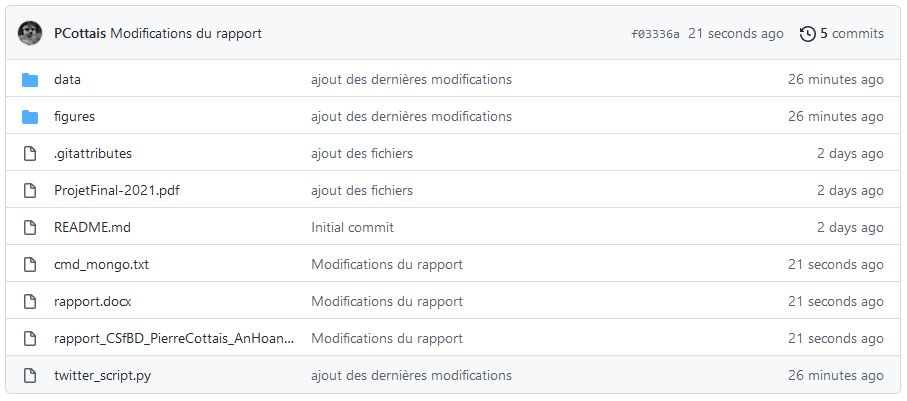 PCottais Modifications du rapport f03336a 21 seconds ago 5 commits
data ajout des dernières modifications 26 minutes ago
figures ajout des dernières modifications 26 minutes ago
.gitattributes ajout des fichiers 2 days ago
ProjetFinal-2021.pdf ajout des fichiers 2 days ago
README.md Initial commit 2 days ago
cmd_mongo.txt Modifications du rapport 21 seconds ago
rapport.docx Modifications du rapport 21 seconds ago
rapport_CSfBD_PierreCottais_AnHoan... Modifications du rapport 21 seconds ago
twitter_script.py ajout des dernières modifications 26 minutes ago